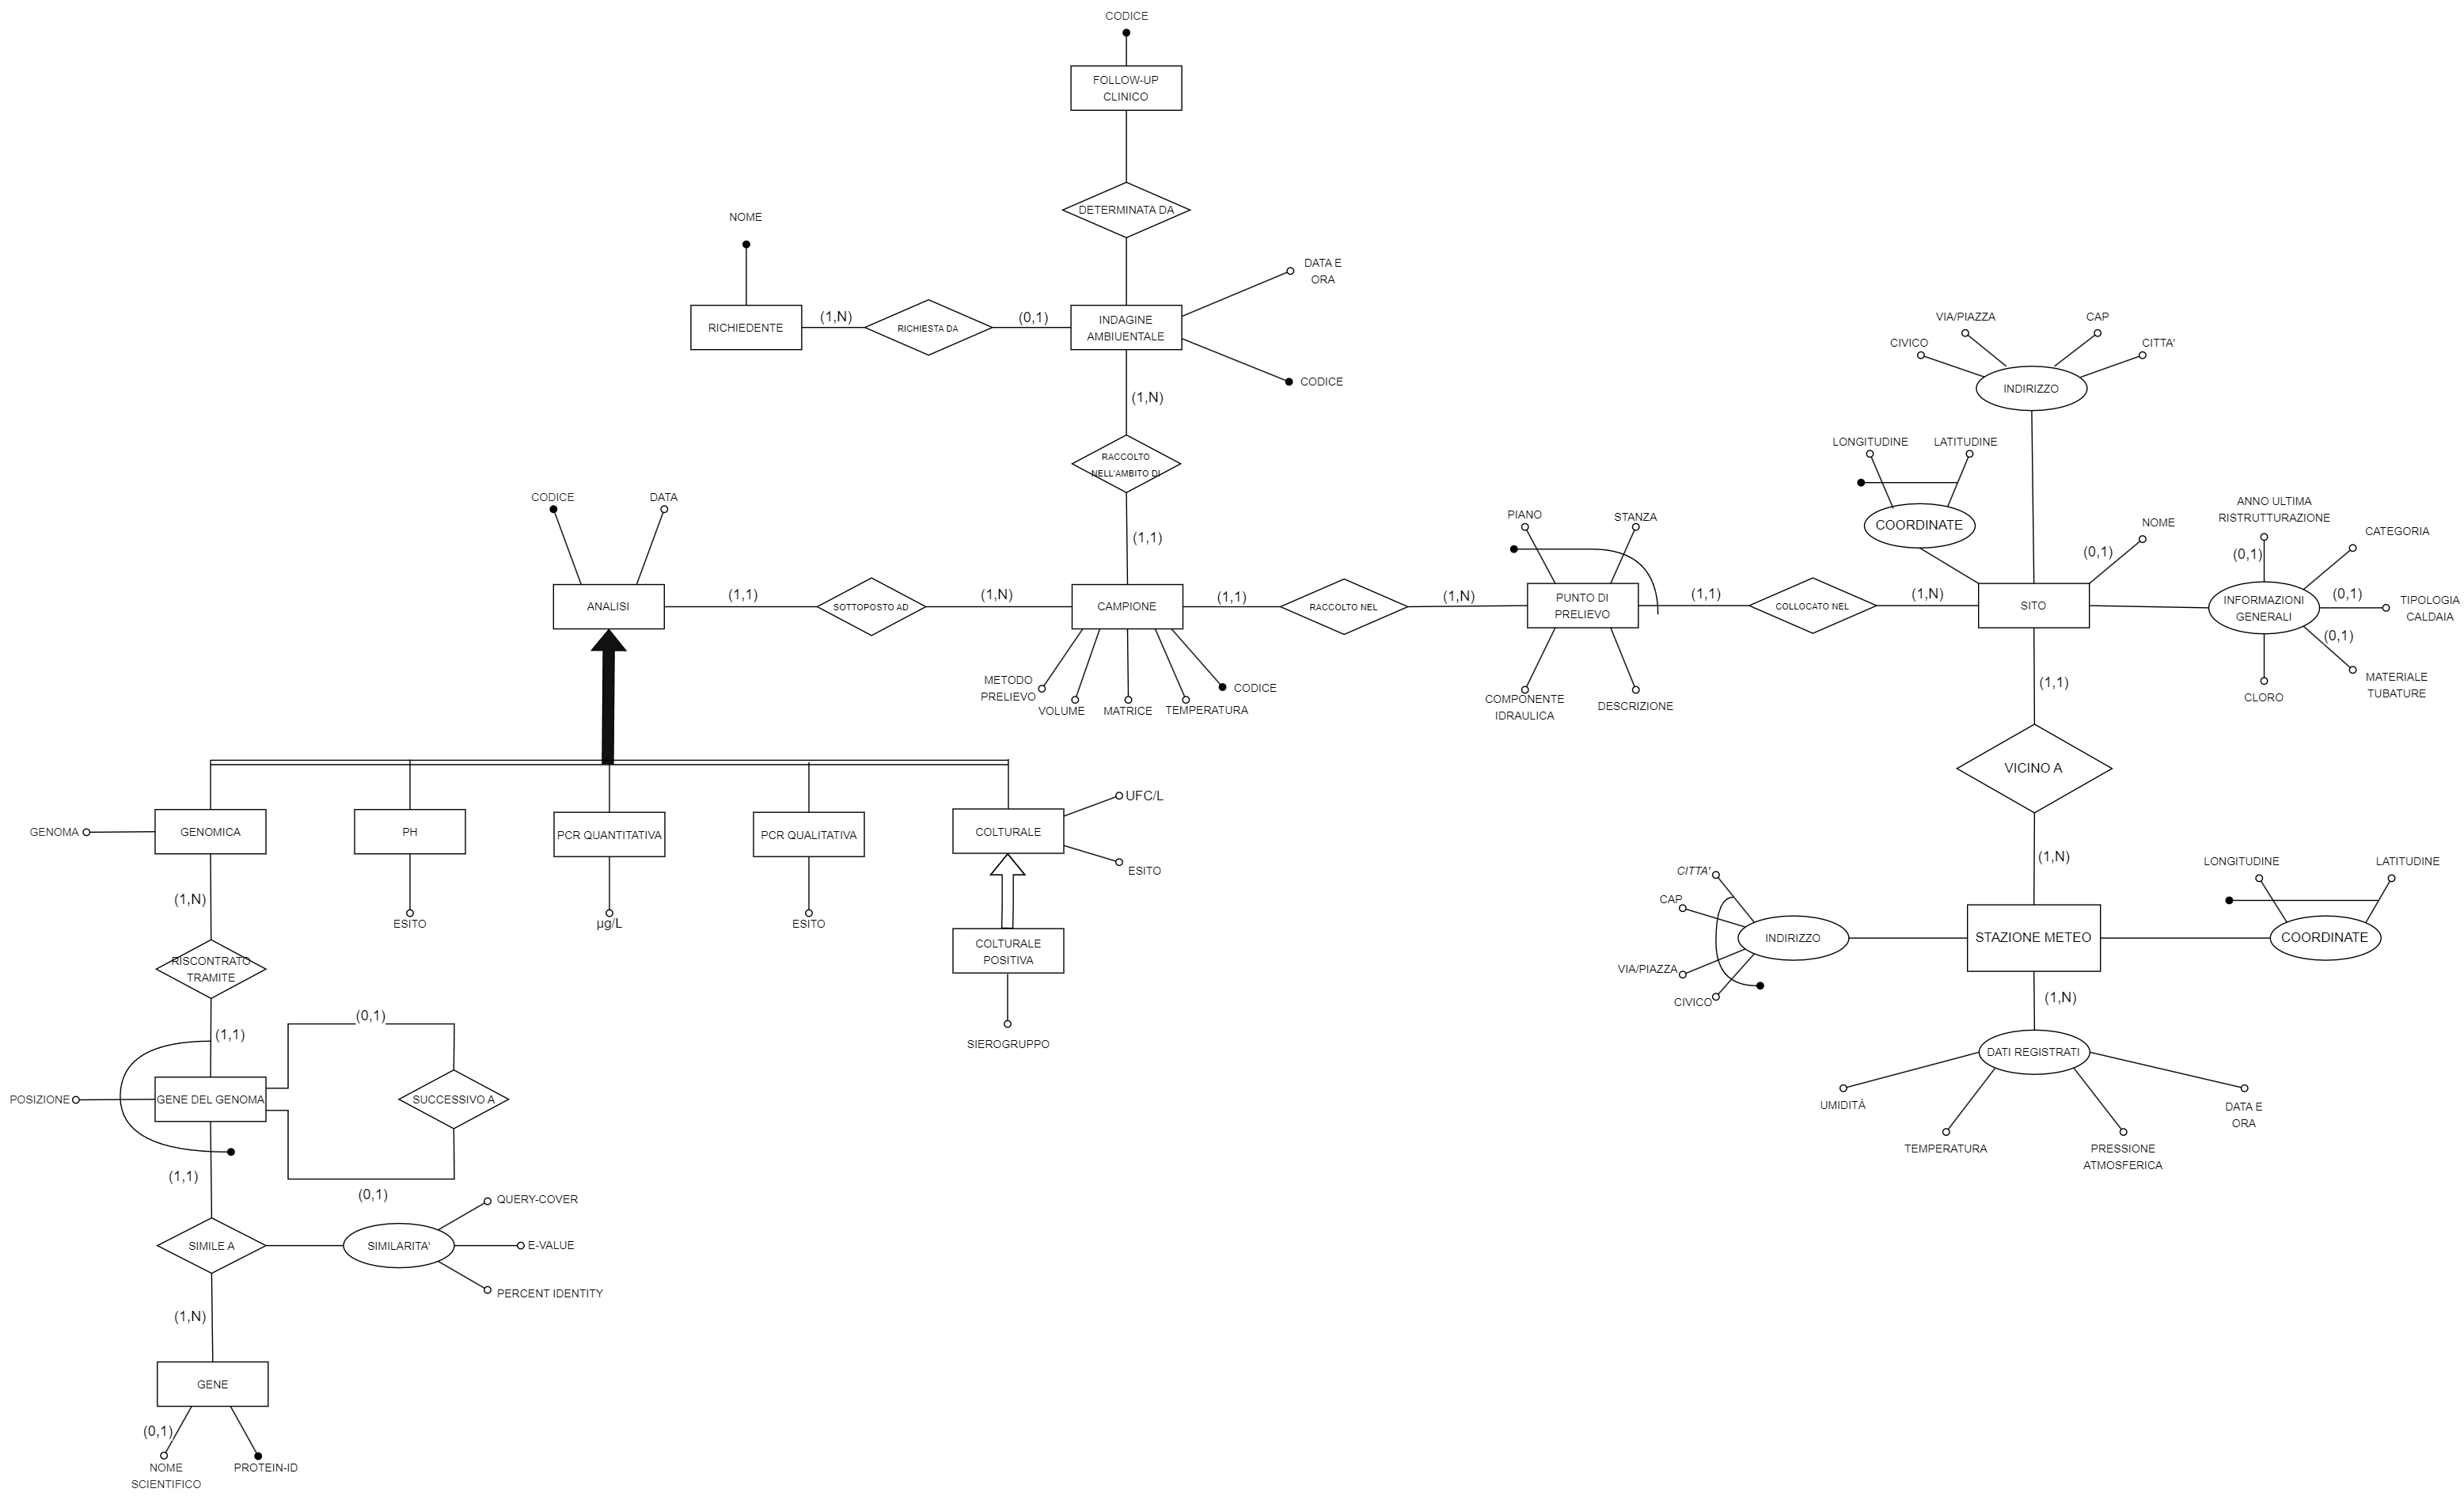 CODICE
FOLLOW-UP
CLINICO
DETERMINATA DA
NOME
DATA E
ORA
RICHIEDENTE
(1,N)
RICHIESTA DA
(0,1)
INDAGINE
AMBIUENTALE
CODICE
(1,N)
RACCOLTO
NELL'AMBITO DI
(1,1)
VIA/PIAZZA
CAP
CIVICO
CITTA'
INDIRIZZO
LONGITUDINE
LATITUDINE
COORDINATE
NOME
(0,1)
ANNO ULTIMA
RISTRUTTURAZIONE
(0,1)
CATEGORIA
CODICE
DATA
ANALISI
(1,1)
SOTTOPOSTO AD
(1,N)
CAMPIONE
(1,1)
RACCOLTO NEL
(1,N)
PIANO
STANZA
PUNTO DI
PRELIEVO
(1,1)
COLLOCATO NEL
(1,N)
SITO
INFORMAZIONI
GENERALI
(0,1)
TIPOLOGIA
CALDAIA
(0,1)
MATERIALE
TUBATURE
CLORO
METODO
PRELIEVO
VOLUME
MATRICE
TEMPERATURA
CODICE
COMPONENTE
IDRAULICA
DESCRIZIONE
(1,1)
VICINO A
(1,N)
GENOMA
GENOMICA
PH
PCR QUANTITATIVA
PCR QUALITATIVA
COLTURALE
UFC/L
ESITO
ESITO
µg/L
ESITO
COLTURALE
POSITIVA
SIEROGRUPPO
CITTA'
CAP
VIA/PIAZZA
CIVICO
INDIRIZZO
STAZIONE METEO
LONGITUDINE
LATITUDINE
COORDINATE
(1,N)
DATI REGISTRATI
UMIDITÁ
TEMPERATURA
PRESSIONE
ATMOSFERICA
DATA E
ORA
(1,N)
RISCONTRATO
TRAMITE
(1,1)
(0,1)
POSIZIONE
GENE DEL GENOMA
SUCCESSIVO A
(1,1)
(0,1)
SIMILE A
SIMILARITA'
QUERY-COVER
E-VALUE
PERCENT IDENTITY
(1,N)
GENE
(0,1)
NOME
SCIENTIFICO
PROTEIN-ID